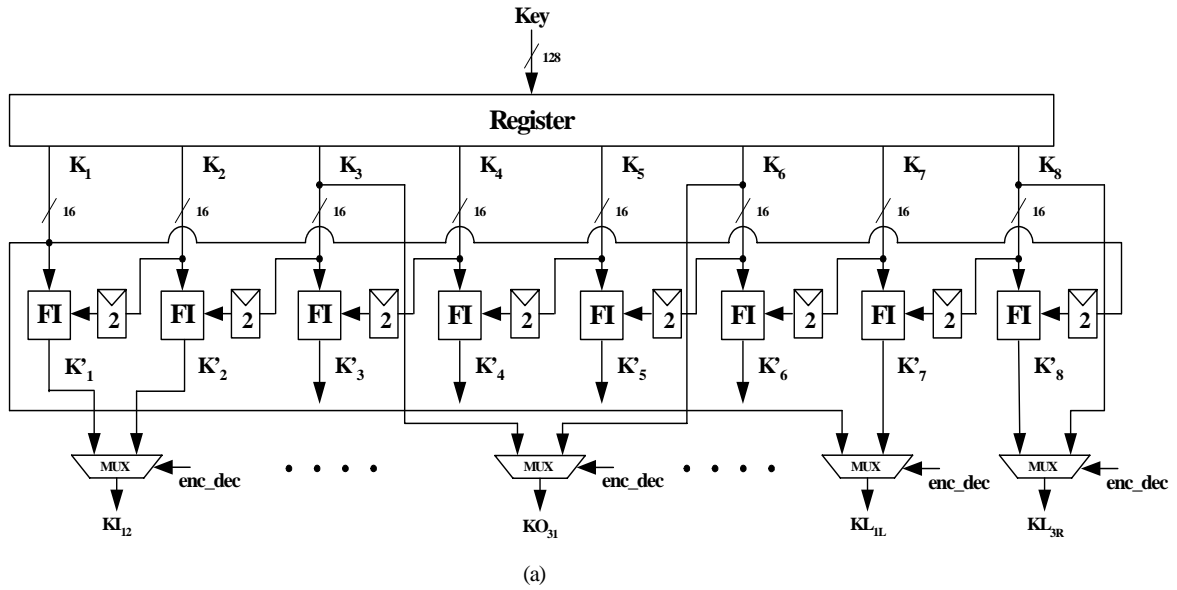 Key
128
Register
K₁ K₂ K₃ K₄ K₅ K₆ K₇ K₈
16 16 16 16 16 16 16 16
FI 2 FI 2 FI 2 FI 2 FI 2 FI 2 FI 2 FI 2
K'₁ K'₂ K'₃ K'₄ K'₅ K'₆ K'₇ K'₈
MUX MUX MUX MUX
enc_dec enc_dec enc_dec enc_dec
KI₁₂ KO₃₁ KL₁L KL₃R
(a)